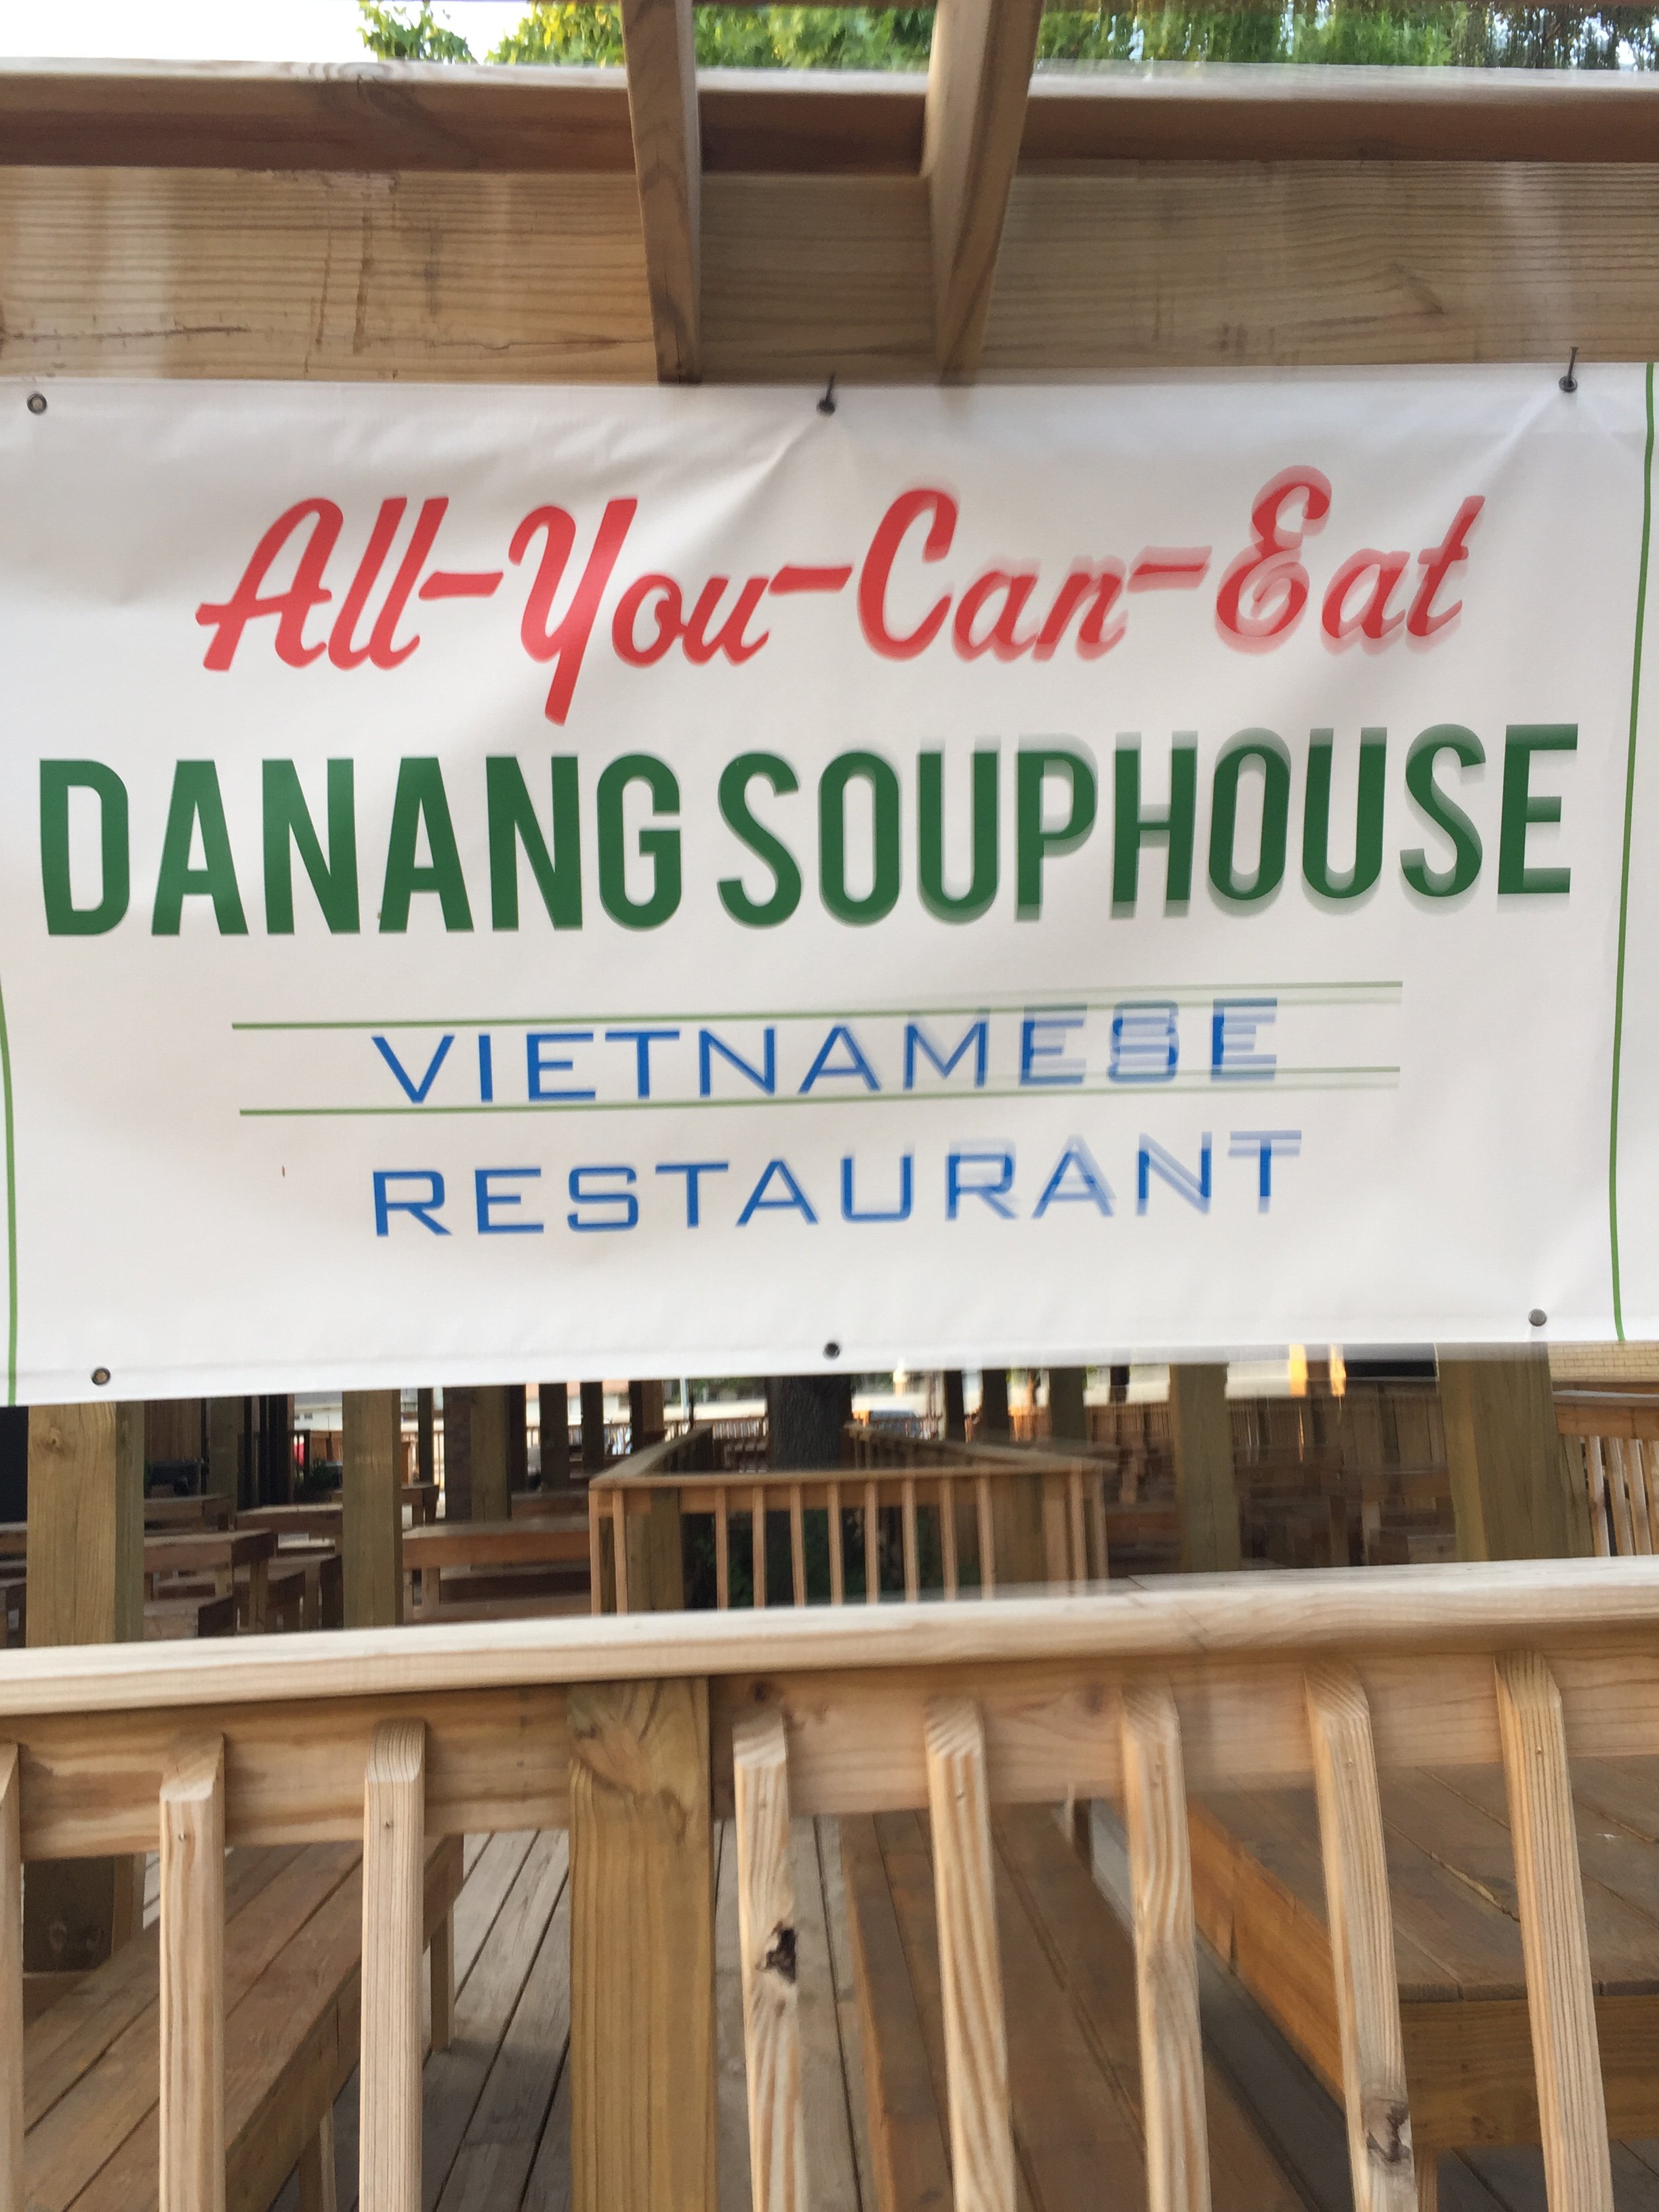 All-You-Can-Eat
DANANG SOUPHOUSE
VIETNAMESE
RESTAURANT